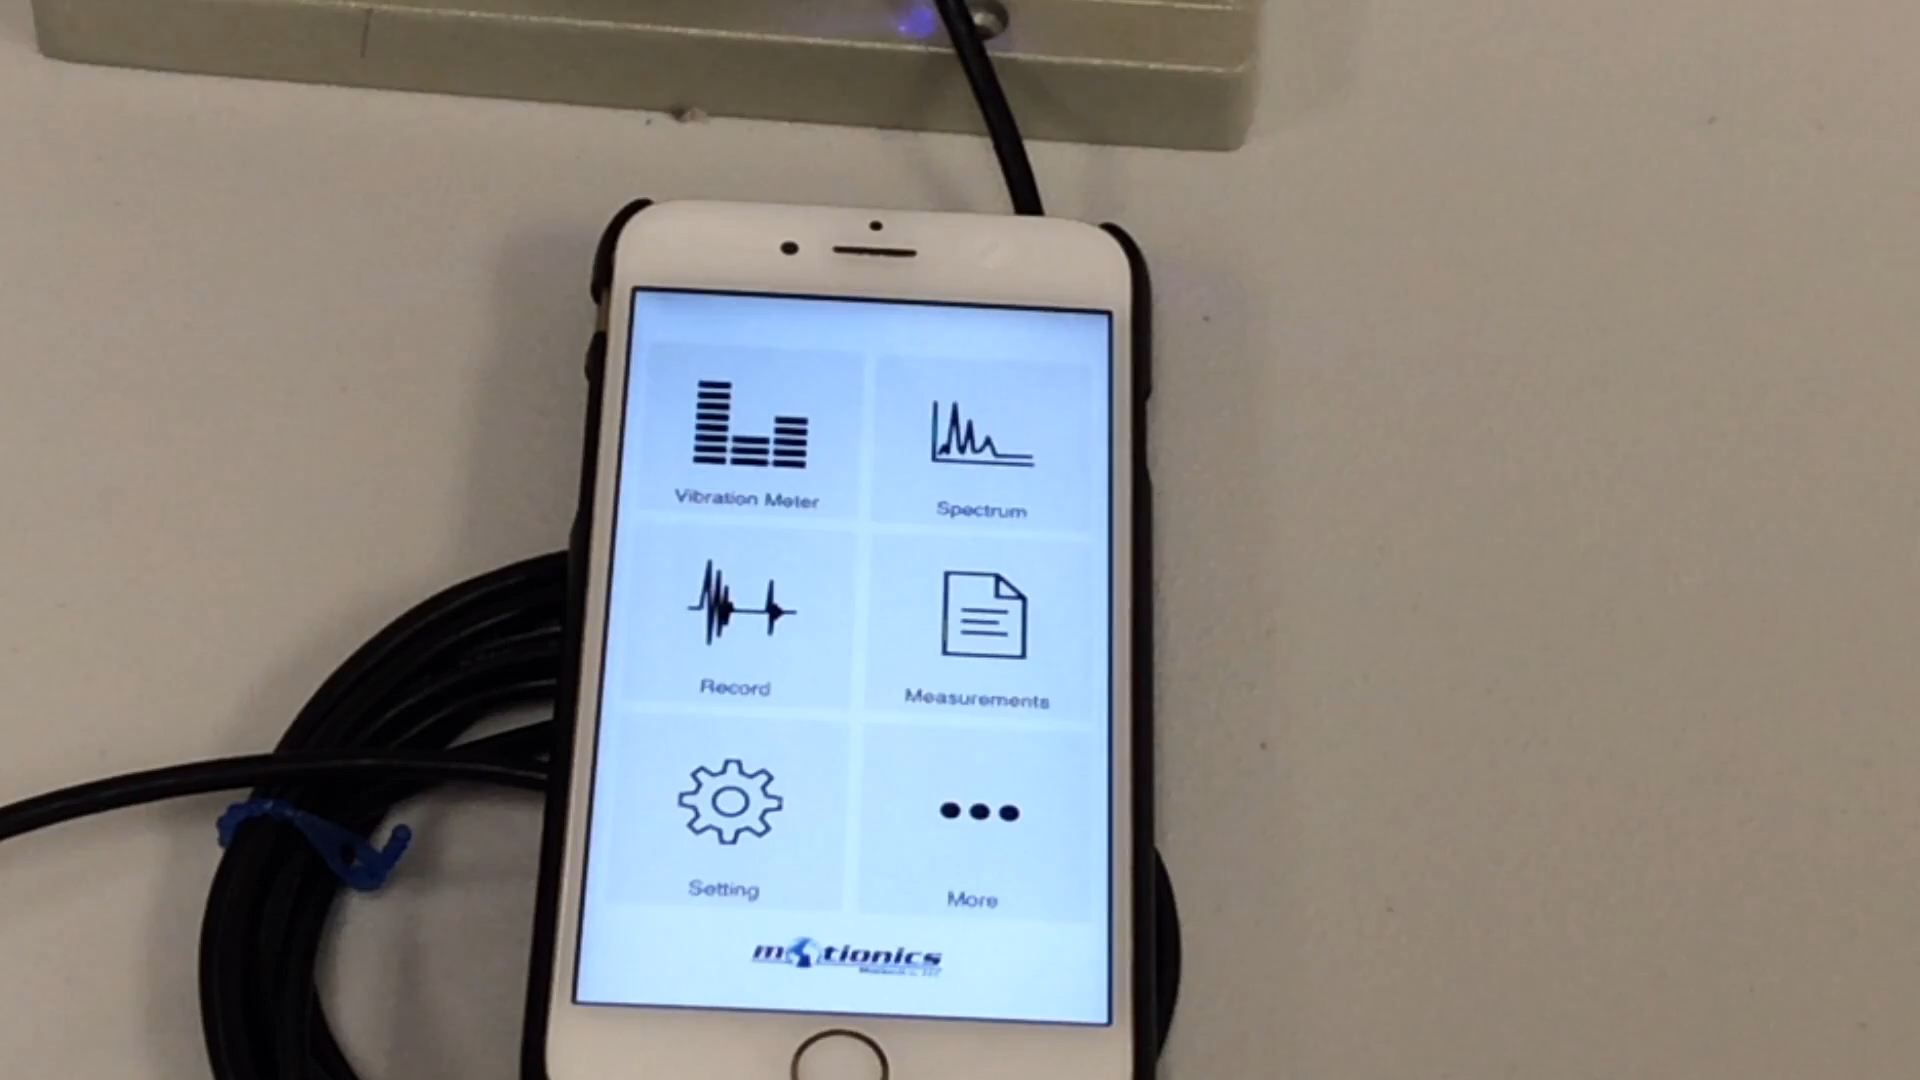 Vibration Meter
Spectrum
Record
Measurements
Setting
More
motionics